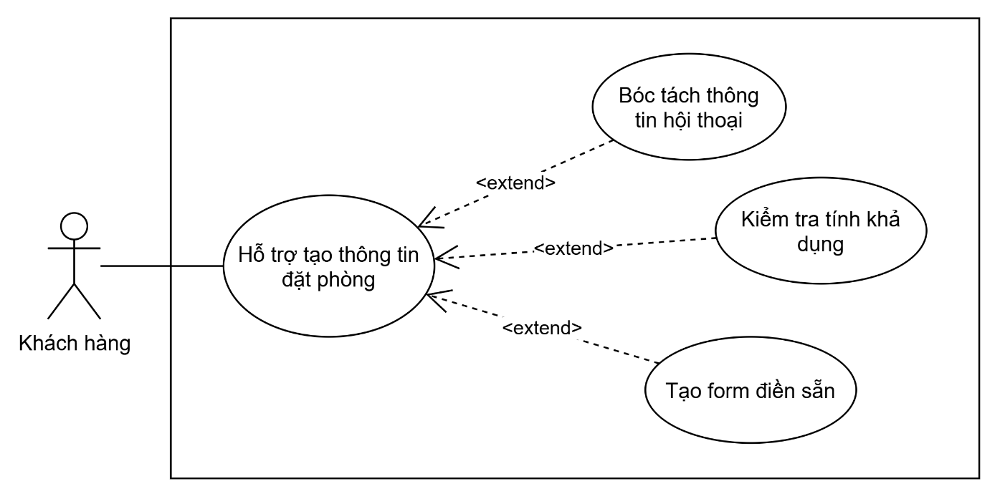 Bóc tách thông
tin hội thoại
<extend>
Kiểm tra tính khả
dụng
<extend>
Hỗ trợ tạo thông tin
đặt phòng
<extend>
Khách hàng
Tạo form điền sẵn